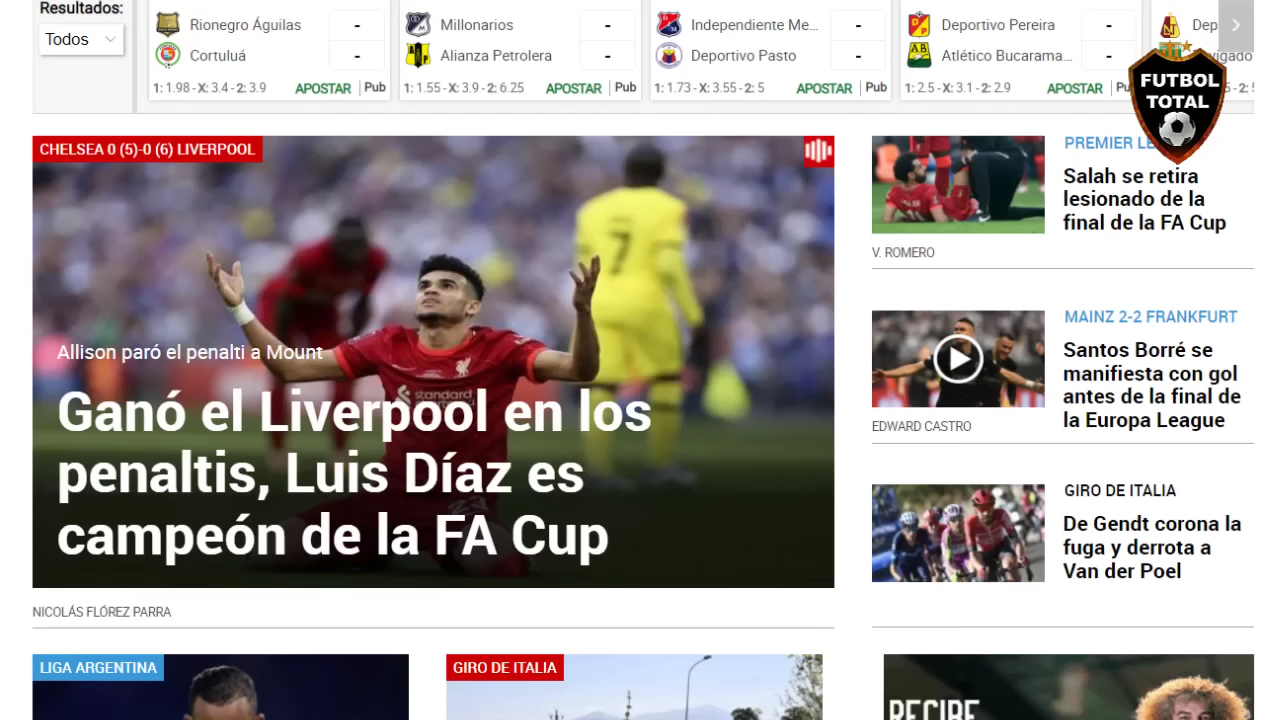 Resultados:
Todos
Rionegro Águilas -
Cortuluá -
1: 1.98 - X: 3.4 - 2: 3.9 APOSTAR Pub
Millonarios -
Alianza Petrolera -
1: 1.55 - X: 3.9 - 2: 6.25 APOSTAR Pub
Independiente Me... -
Deportivo Pasto -
1: 1.73 - X: 3.55 - 2: 5 APOSTAR Pub
Deportivo Pereira -
Atlético Bucarama... -
1: 2.5 - X: 3.1 - 2: 2.9 APOSTAR
FUTBOL
TOTAL
CHELSEA 0 (5)-0 (6) LIVERPOOL
7
standard
23
Allison paró el penalti a Mount
Ganó el Liverpool en los
penaltis, Luis Díaz es
campeón de la FA Cup
NICOLÁS FLÓREZ PARRA
PREMIER
Salah se retira
lesionado de la
final de la FA Cup
V. ROMERO
MAINZ 2-2 FRANKFURT
Santos Borré se
manifiesta con gol
antes de la final de
la Europa League
EDWARD CASTRO
GIRO DE ITALIA
De Gendt corona la
fuga y derrota a
Van der Poel
LIGA ARGENTINA
GIRO DE ITALIA
RECIBE